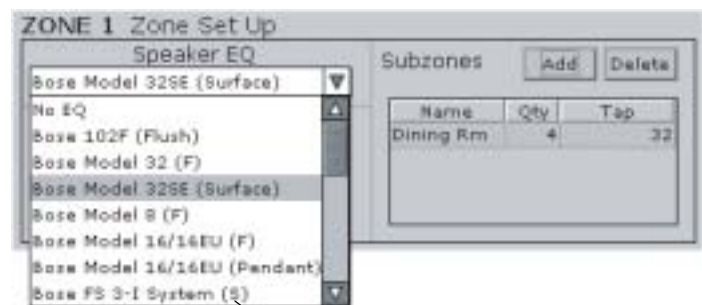 ZONE 1 Zone Set Up
Speaker EQ
Bose Model 32SE (Surface)
No EQ
Bose 102F (Flush)
Bose Model 32 (F)
Bose Model 32SE (Surface)
Bose Model 8 (F)
Bose Model 16/16EU (F)
Bose Model 16/16EU (Pendant)
Bose FS 3-I System (S)
Subzones Add Delete
Name Qty Tap
Dining Rm 4 32